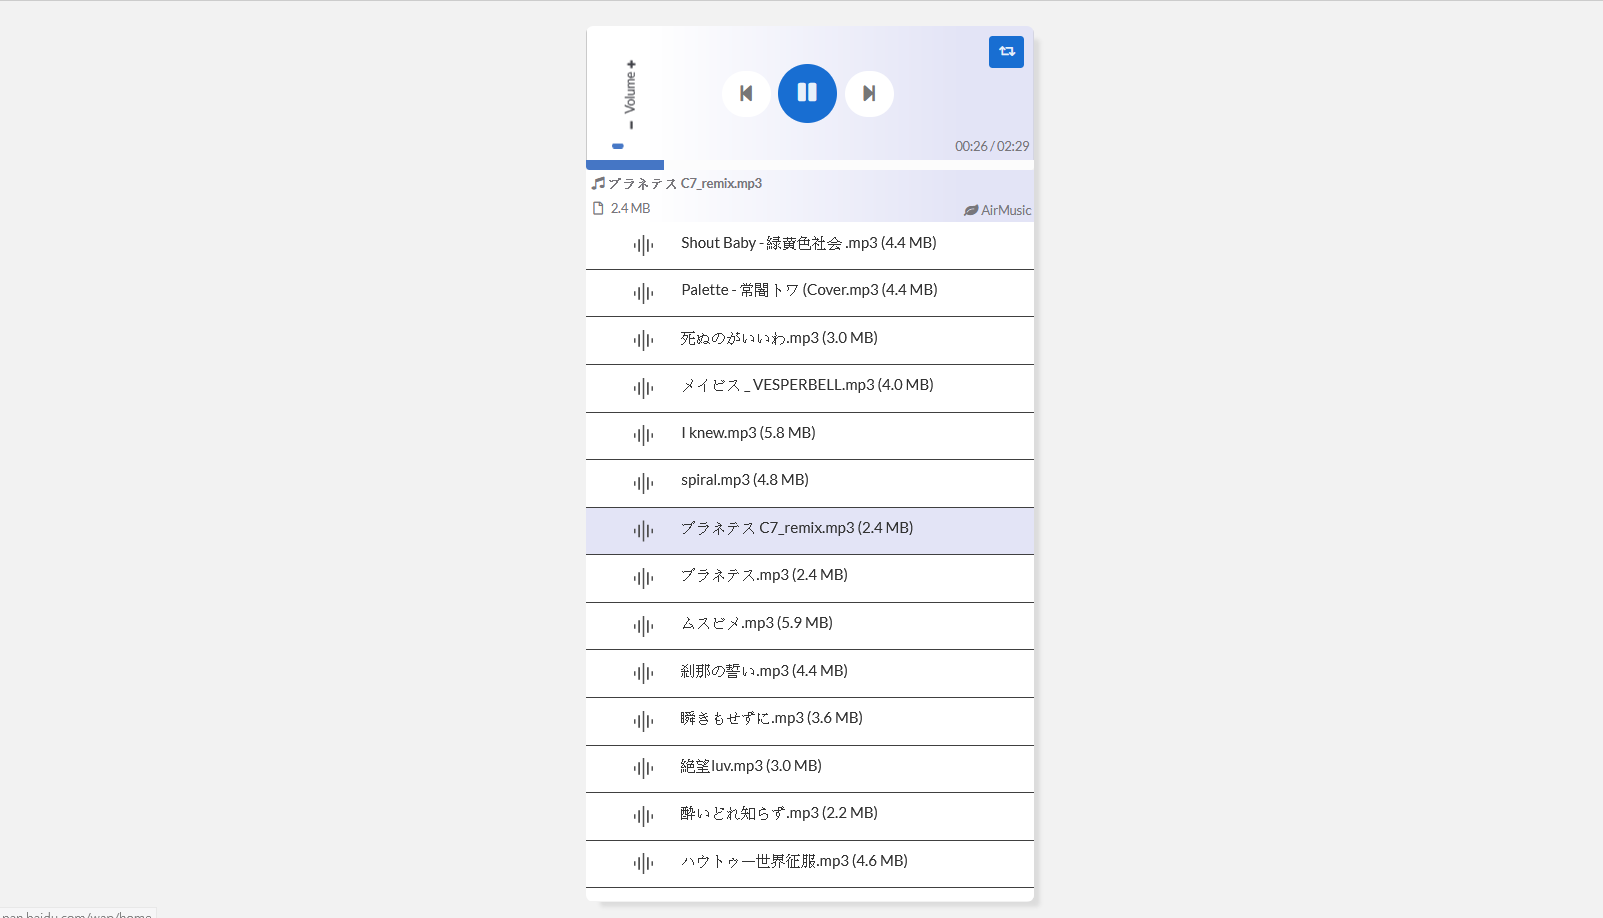 − Volume +
00:26 / 02:29
プラネテス C7_remix.mp3
2.4 MB
AirMusic
Shout Baby - 緑黄色社会 .mp3 (4.4 MB)
Palette - 常闇トワ (Cover.mp3 (4.4 MB)
死ぬのがいいわ.mp3 (3.0 MB)
メイビス _ VESPERBELL.mp3 (4.0 MB)
I knew.mp3 (5.8 MB)
spiral.mp3 (4.8 MB)
プラネテス C7_remix.mp3 (2.4 MB)
プラネテス.mp3 (2.4 MB)
ムスビメ.mp3 (5.9 MB)
刹那の誓い.mp3 (4.4 MB)
瞬きもせずに.mp3 (3.6 MB)
絶望luv.mp3 (3.0 MB)
酔いどれ知らず.mp3 (2.2 MB)
ハウトゥー世界征服.mp3 (4.6 MB)
pan.baidu.com/wap/home